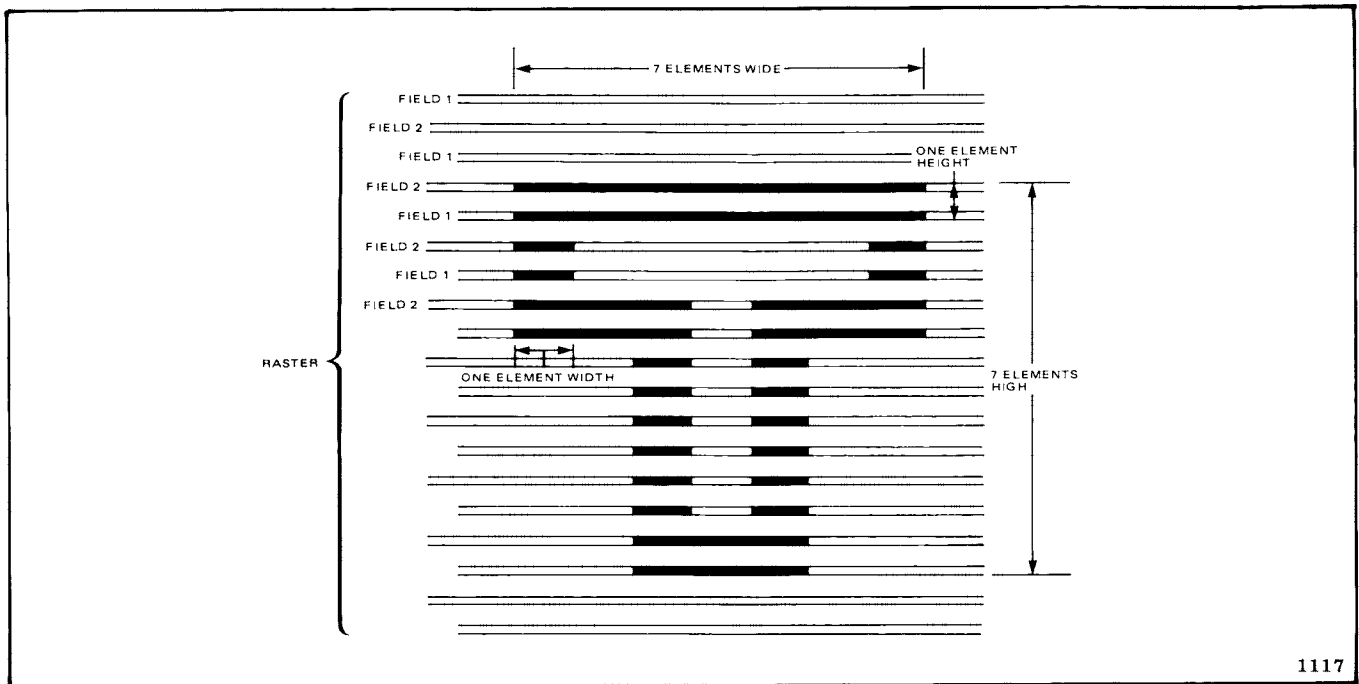 7 ELEMENTS WIDE
FIELD 1
FIELD 2
FIELD 1
ONE ELEMENT
HEIGHT
FIELD 2
FIELD 1
FIELD 2
FIELD 1
FIELD 2
RASTER
ONE ELEMENT WIDTH
7 ELEMENTS
HIGH
1117